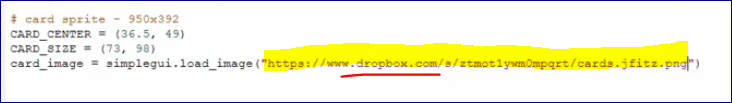 # card sprite - 950x392
CARD_CENTER = (36.5, 49)
CARD_SIZE = (73, 98)
card_image = simplegui.load_image("https://www.dropbox.com/s/ztmot1ywm0mpqrt/cards.jfitz.png")